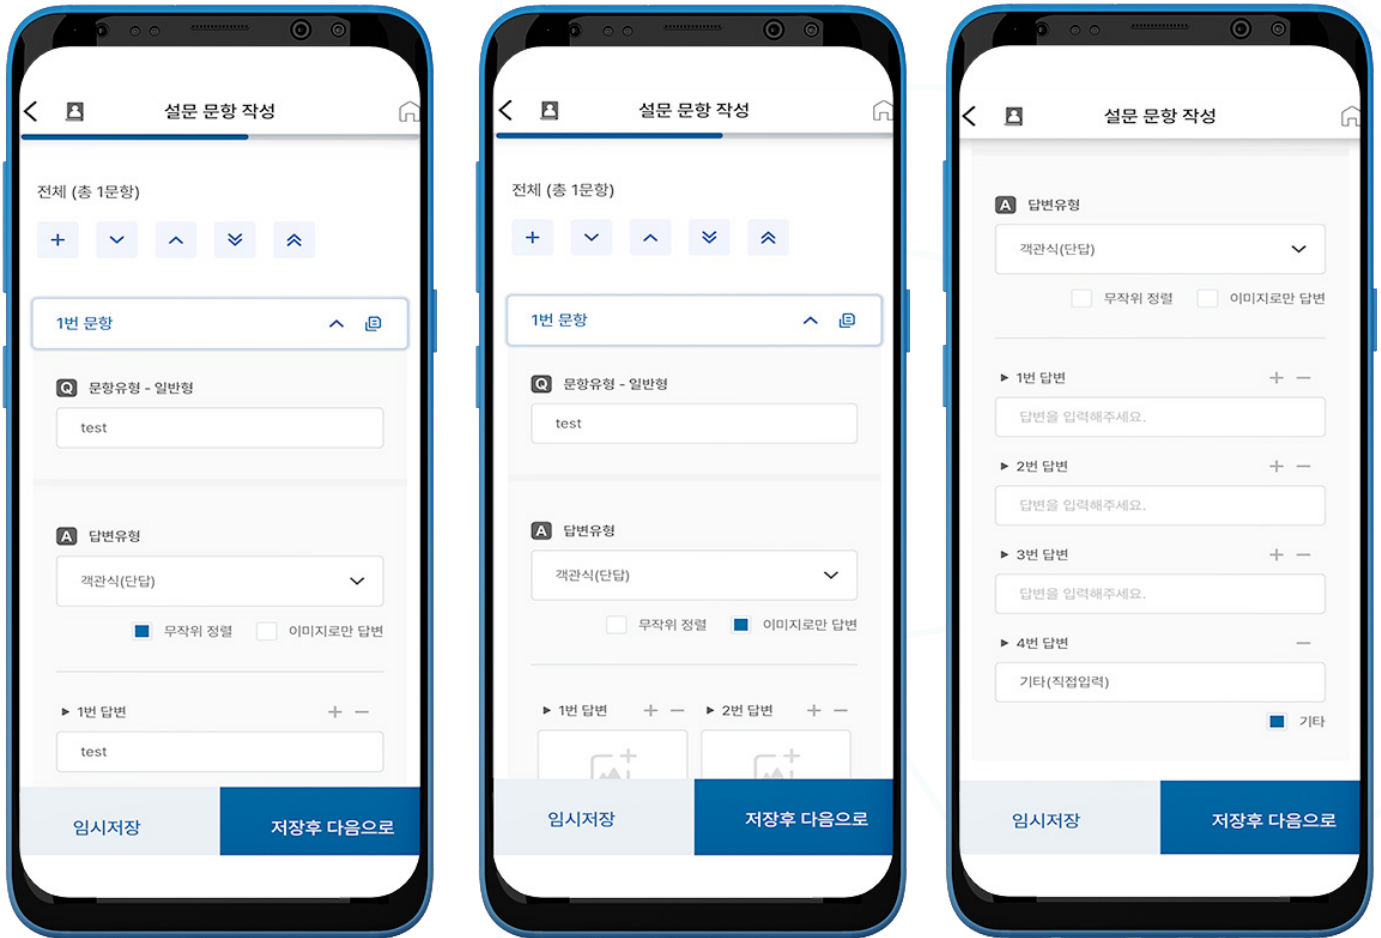 설문 문항 작성
전체 (총 1문항)
1번 문항
Q 문항유형 - 일반형
test
A 답변유형
객관식(단답)
무작위 정렬 이미지로만 답변
1번 답변
test
임시저장 저장후 다음으로
설문 문항 작성
전체 (총 1문항)
1번 문항
Q 문항유형 - 일반형
test
A 답변유형
객관식(단답)
무작위 정렬 이미지로만 답변
1번 답변 2번 답변
임시저장 저장후 다음으로
설문 문항 작성
A 답변유형
객관식(단답)
무작위 정렬 이미지로만 답변
1번 답변
답변을 입력해주세요.
2번 답변
답변을 입력해주세요.
3번 답변
답변을 입력해주세요.
4번 답변
기타(직접입력)
기타
임시저장 저장후 다음으로